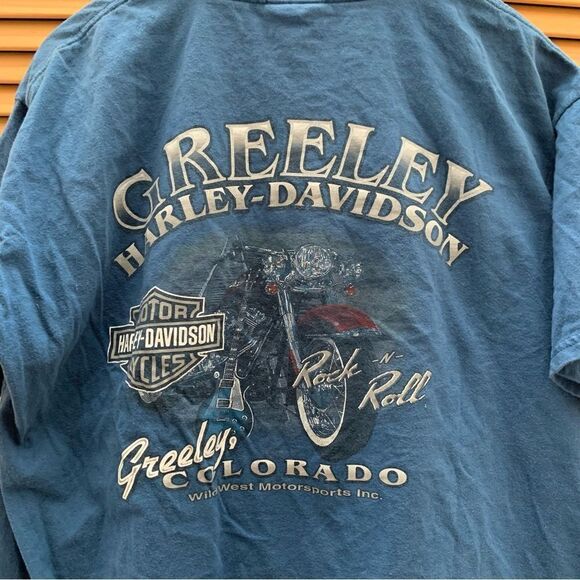 GREELEY
HARLEY-DAVIDSON
MOTOR
HARLEY-DAVIDSON
CYCLES
Rock -N- Roll
Greeley,
COLORADO
Wild West Motorsports Inc.